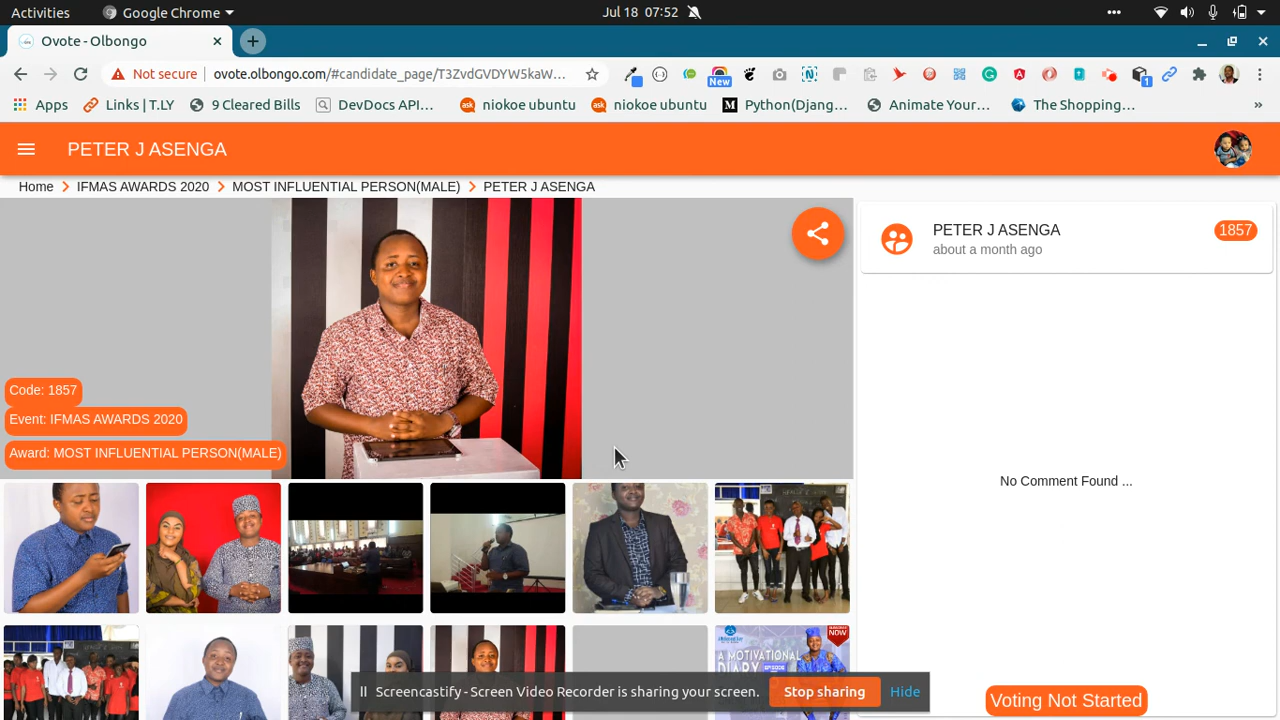 Activities
Google Chrome
Jul 18 07:52
Ovote - Olbongo
Not secure
ovote.olbongo.com/#candidate_page/T3ZvdGVDYW5kaW…
New
1
Apps
Links | T.LY
9 Cleared Bills
DevDocs API…
niokoe ubuntu
niokoe ubuntu
Python(Djang…
Animate Your…
The Shopping…
»
PETER J ASENGA
Home
IFMAS AWARDS 2020
MOST INFLUENTIAL PERSON(MALE)
PETER J ASENGA
PETER J ASENGA
1857
about a month ago
Code: 1857
Event: IFMAS AWARDS 2020
Award: MOST INFLUENTIAL PERSON(MALE)
No Comment Found ...
SUBSCRIBE NOW
A MOTIVATIONAL
DIARY
Screencastify - Screen Video Recorder is sharing your screen.
Stop sharing
Hide
Voting Not Started